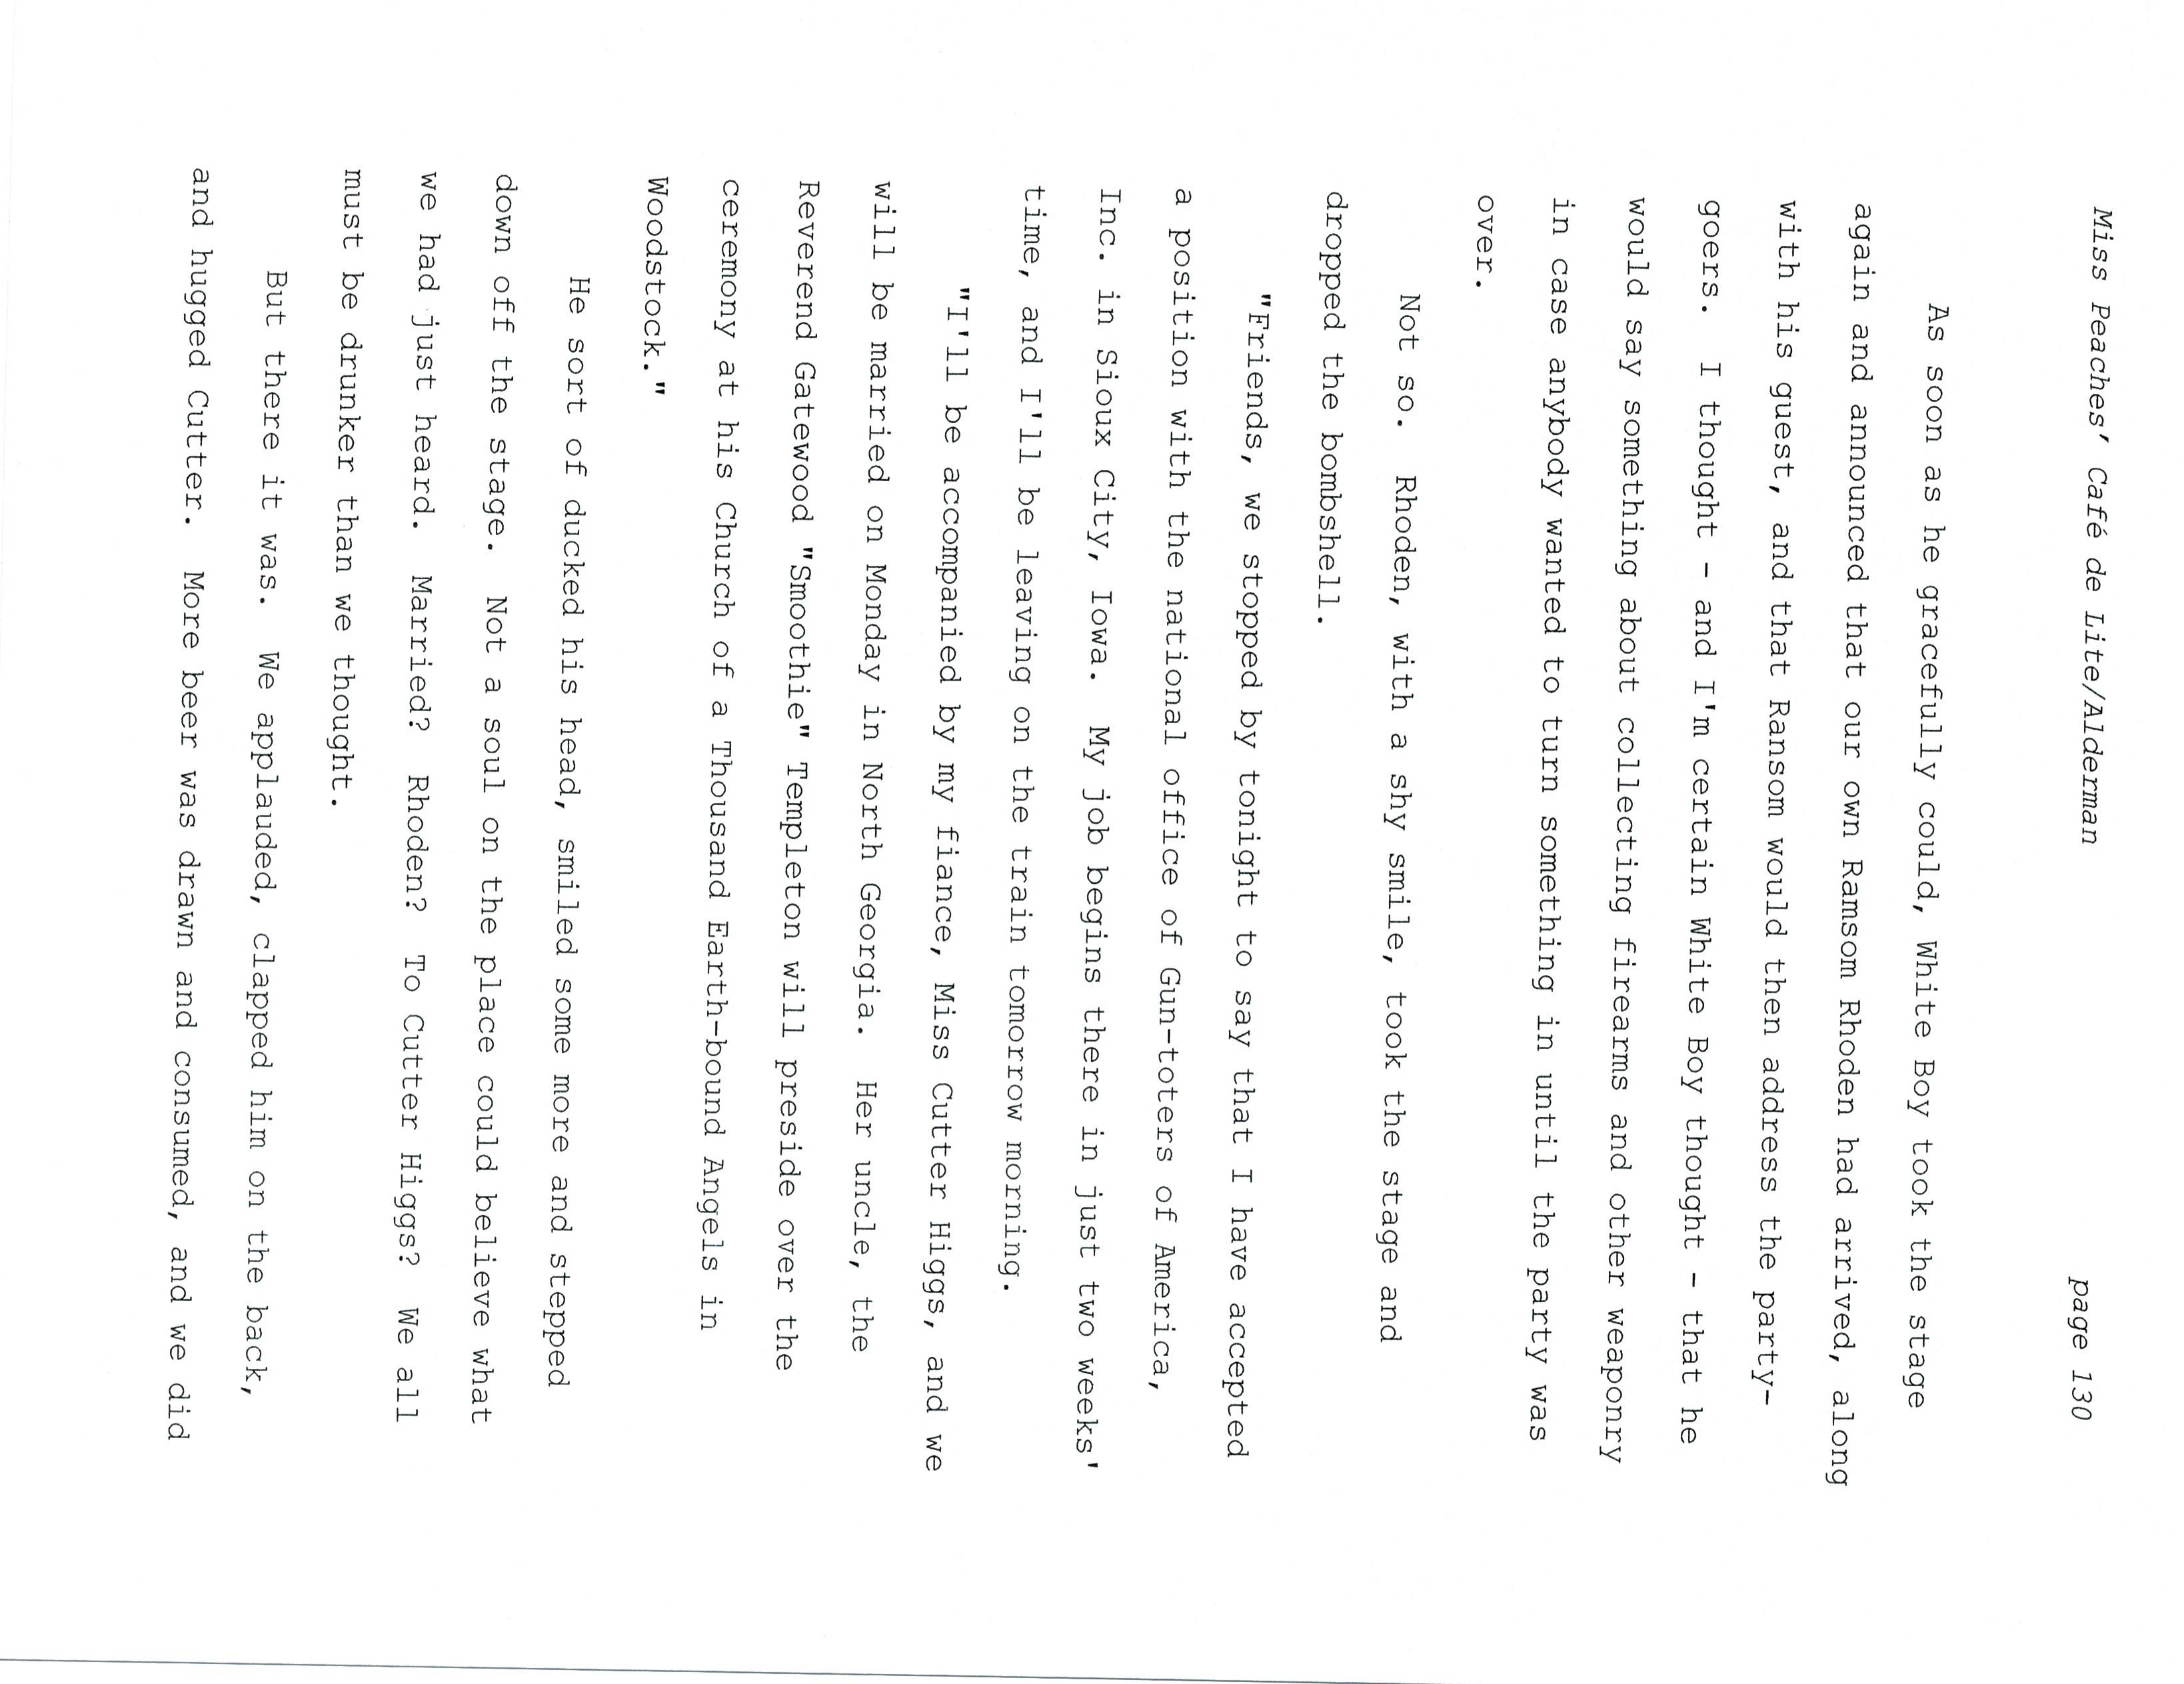 Miss Peaches' Café de Lite/Alderman page 130
As soon as he gracefully could, White Boy took the stage
again and announced that our own Ramsom Rhoden had arrived, along
with his guest, and that Ransom would then address the party-
goers. I thought - and I'm certain White Boy thought - that he
would say something about collecting firearms and other weaponry
in case anybody wanted to turn something in until the party was
over.
Not so. Rhoden, with a shy smile, took the stage and
dropped the bombshell.
"Friends, we stopped by tonight to say that I have accepted
a position with the national office of Gun-toters of America,
Inc. in Sioux City, Iowa. My job begins there in just two weeks'
time, and I'll be leaving on the train tomorrow morning.
"I'll be accompanied by my fiance, Miss Cutter Higgs, and we
will be married on Monday in North Georgia. Her uncle, the
Reverend Gatewood "Smoothie" Templeton will preside over the
ceremony at his Church of a Thousand Earth-bound Angels in
Woodstock."
He sort of ducked his head, smiled some more and stepped
down off the stage. Not a soul on the place could believe what
we had just heard. Married? Rhoden? To Cutter Higgs? We all
must be drunker than we thought.
But there it was. We applauded, clapped him on the back,
and hugged Cutter. More beer was drawn and consumed, and we did